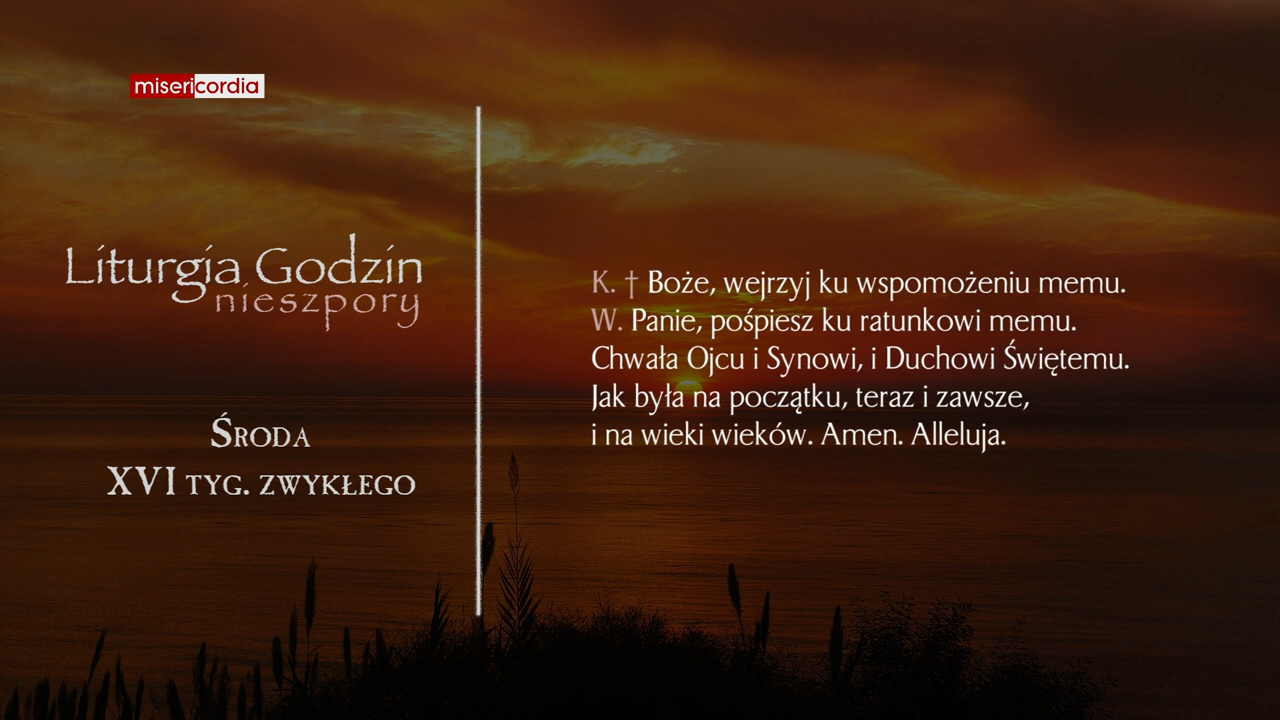 misericordia
Liturgia Godzin
nieszpory
Środa
XVI tyg. zwykłego
K. † Boże, wejrzyj ku wspomożeniu memu.
W. Panie, pośpiesz ku ratunkowi memu.
Chwała Ojcu i Synowi, i Duchowi Świętemu.
Jak była na początku, teraz i zawsze,
i na wieki wieków. Amen. Alleluja.